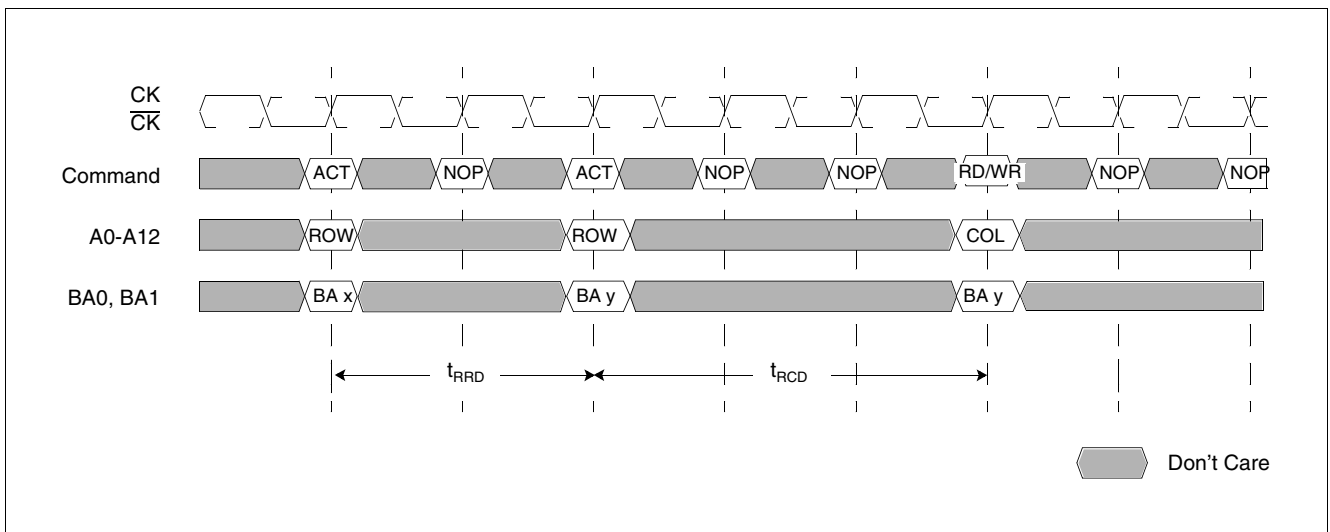 CK
CK
Command ACT NOP ACT NOP NOP RD/WR NOP NOP
A0-A12 ROW ROW COL
BA0, BA1 BA x BA y BA y
tRRD tRCD
Don't Care